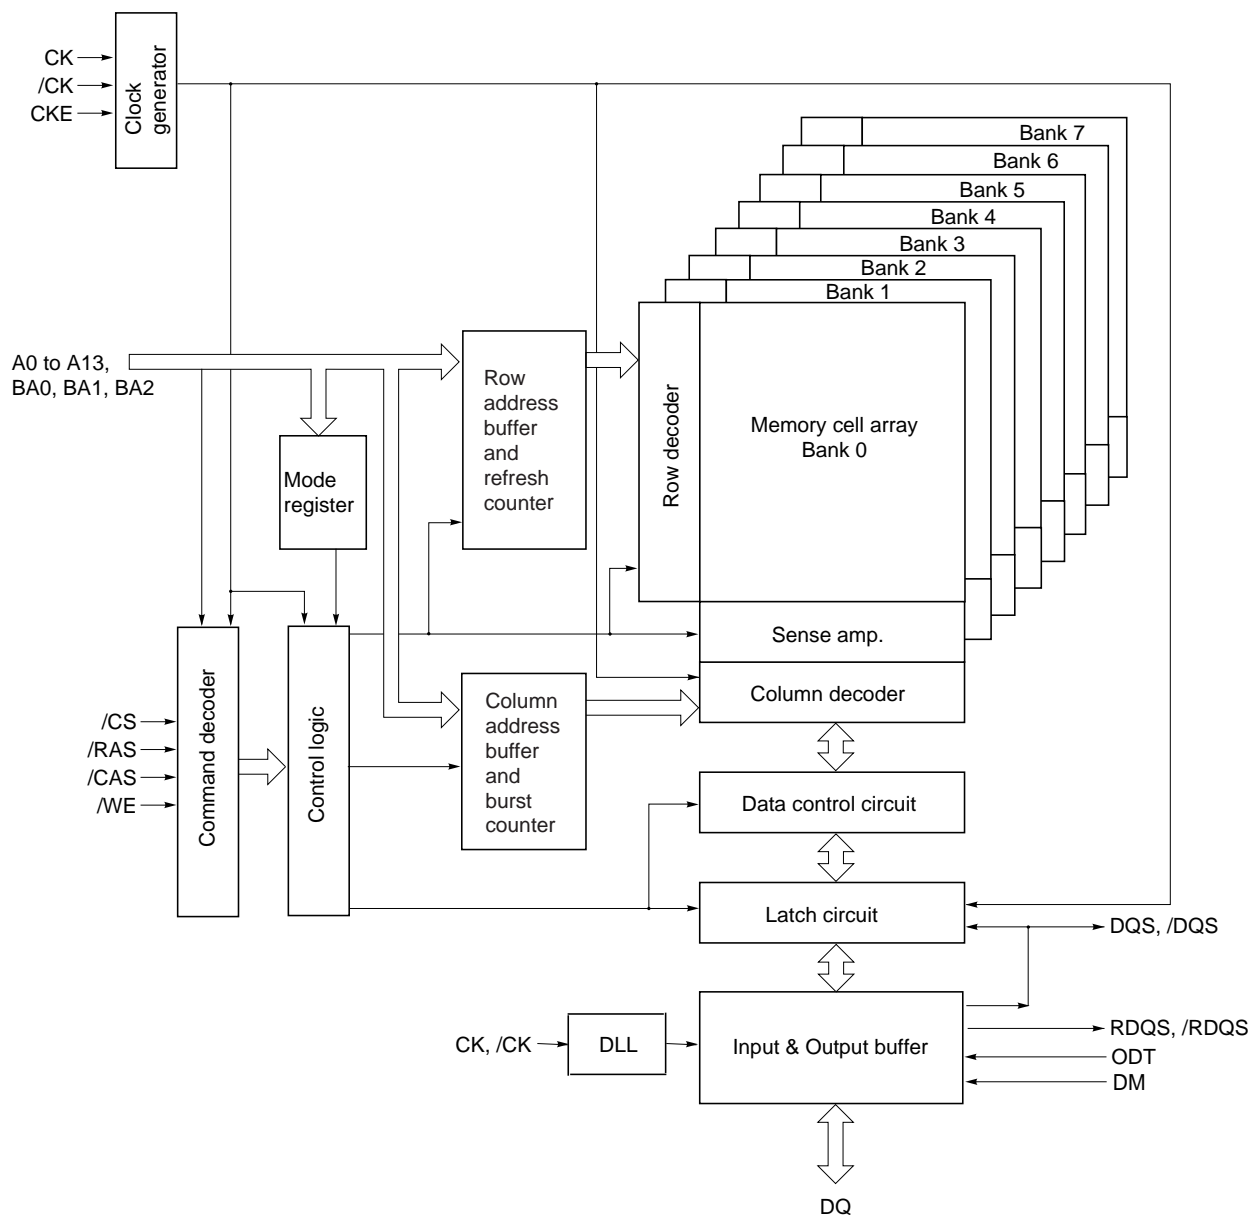 CK
/CK
CKE
Clock
generator
Bank 7
Bank 6
Bank 5
Bank 4
Bank 3
Bank 2
Bank 1
A0 to A13,
BA0, BA1, BA2
Row
address
buffer
and
refresh
counter
Row decoder
Memory cell array
Bank 0
Mode
register
Sense amp.
Column decoder
/CS
/RAS
/CAS
/WE
Command decoder
Control logic
Column
address
buffer
and
burst
counter
Data control circuit
Latch circuit
DQS, /DQS
CK, /CK
DLL
Input & Output buffer
RDQS, /RDQS
ODT
DM
DQ